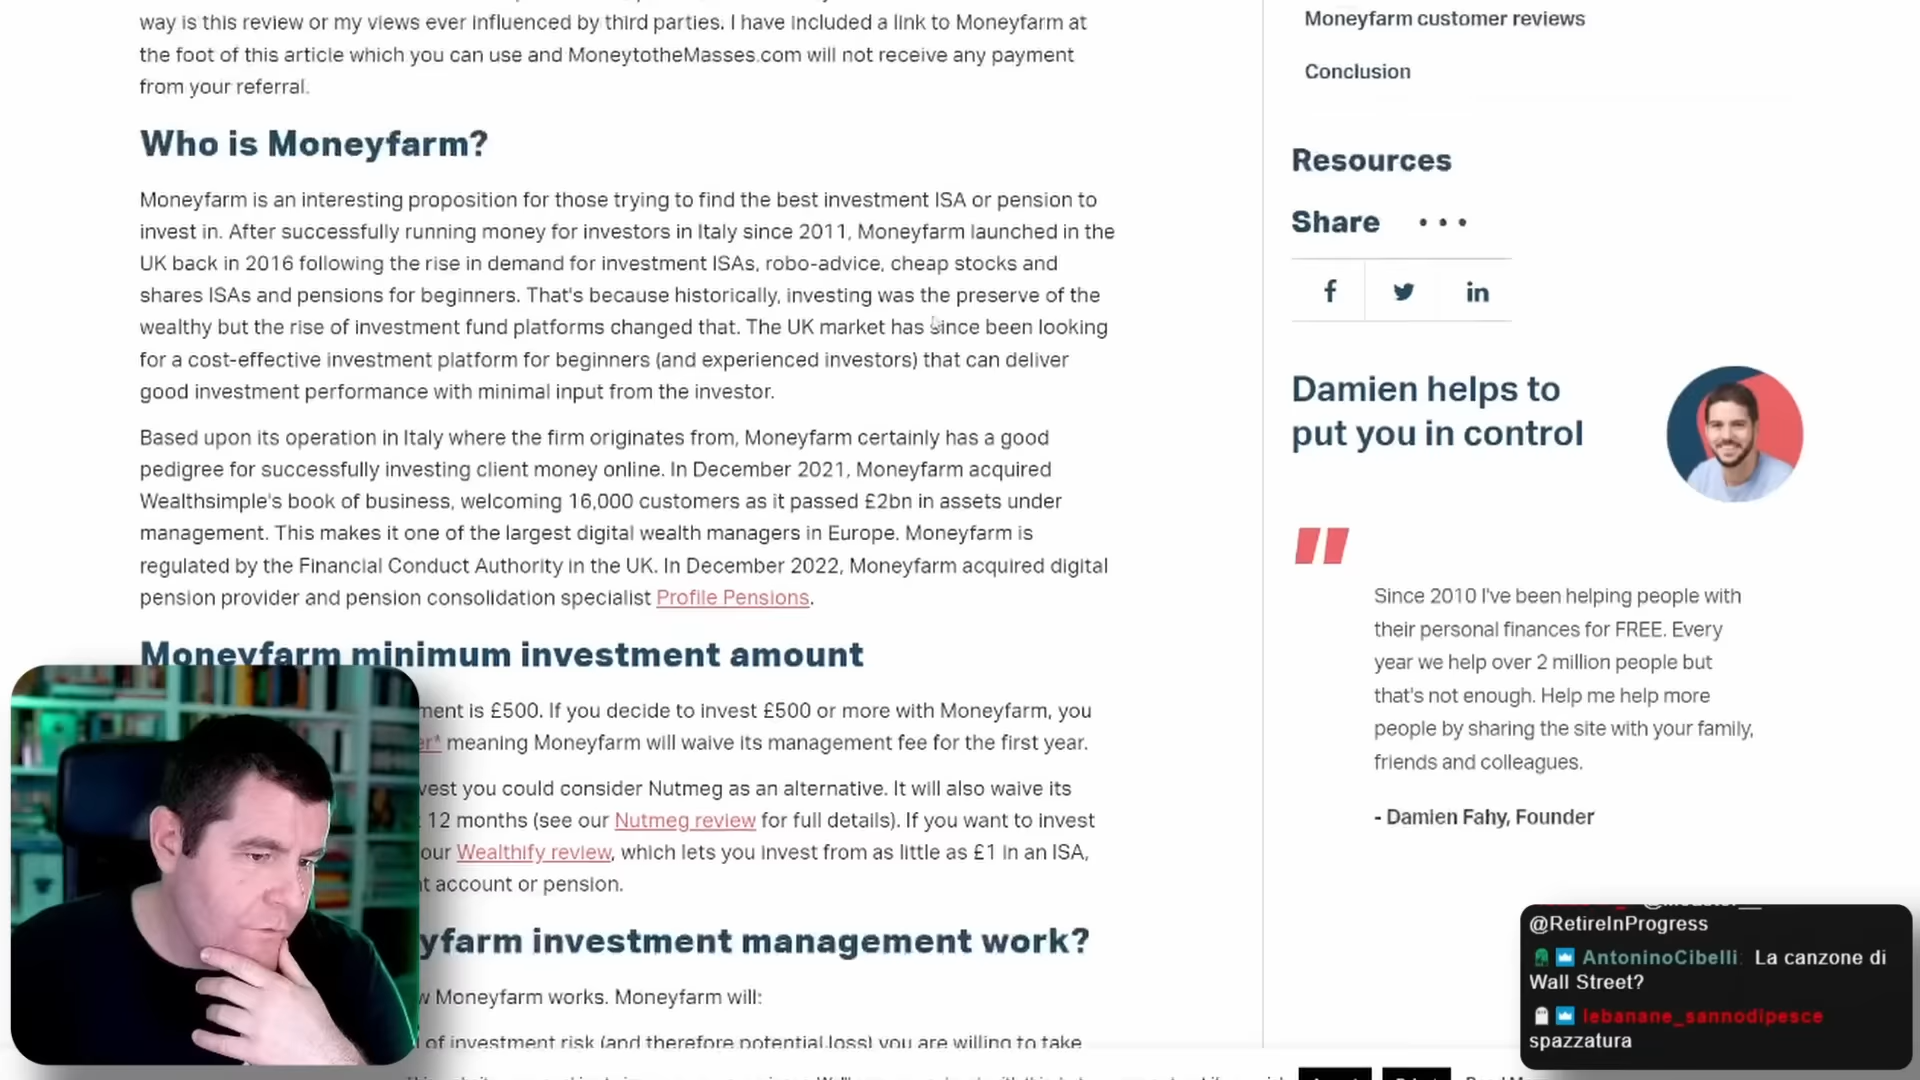 way is this review or my views ever influenced by third parties. I have included a link to Moneyfarm at
the foot of this article which you can use and MoneytotheMasses.com will not receive any payment
from your referral.
Who is Moneyfarm?
Moneyfarm is an interesting proposition for those trying to find the best investment ISA or pension to
invest in. After successfully running money for investors in Italy since 2011, Moneyfarm launched in the
UK back in 2016 following the rise in demand for investment ISAs, robo-advice, cheap stocks and
shares ISAs and pensions for beginners. That's because historically, investing was the preserve of the
wealthy but the rise of investment fund platforms changed that. The UK market has since been looking
for a cost-effective investment platform for beginners (and experienced investors) that can deliver
good investment performance with minimal input from the investor.
Based upon its operation in Italy where the firm originates from, Moneyfarm certainly has a good
pedigree for successfully investing client money online. In December 2021, Moneyfarm acquired
Wealthsimple's book of business, welcoming 16,000 customers as it passed £2bn in assets under
management. This makes it one of the largest digital wealth managers in Europe. Moneyfarm is
regulated by the Financial Conduct Authority in the UK. In December 2022, Moneyfarm acquired digital
pension provider and pension consolidation specialist Profile Pensions.
Moneyfarm minimum investment amount
ment is £500. If you decide to invest £500 or more with Moneyfarm, you
er* meaning Moneyfarm will waive its management fee for the first year.
vest you could consider Nutmeg as an alternative. It will also waive its
12 months (see our Nutmeg review for full details). If you want to invest
our Wealthify review, which lets you invest from as little as £1 in an ISA,
t account or pension.
yfarm investment management work?
w Moneyfarm works. Moneyfarm will:
of investment risk (and therefore potential loss) you are willing to take
Moneyfarm customer reviews
Conclusion
Resources
Share
Damien helps to
put you in control
Since 2010 I've been helping people with
their personal finances for FREE. Every
year we help over 2 million people but
that's not enough. Help me help more
people by sharing the site with your family,
friends and colleagues.
- Damien Fahy, Founder
@RetireInProgress
AntoninoCibelli: La canzone di
Wall Street?
lebanane_sannodipesce
spazzatura